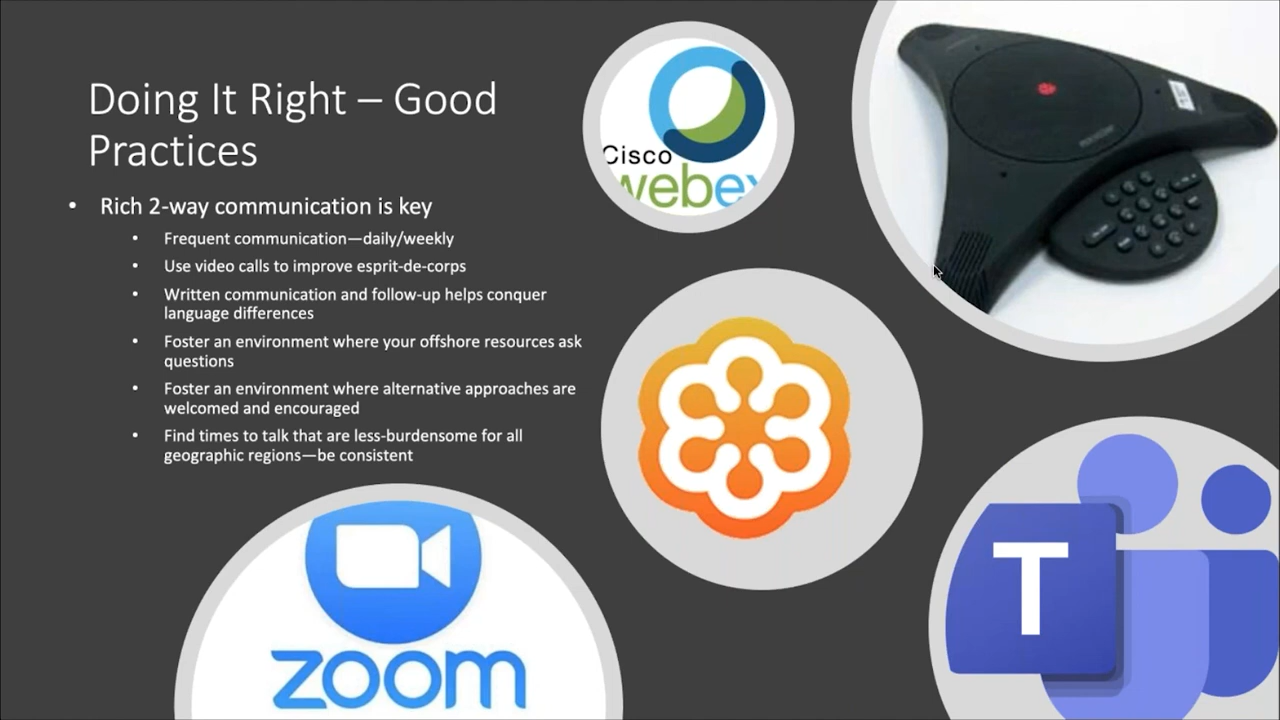 Doing It Right – Good
Practices
• Rich 2-way communication is key
• Frequent communication—daily/weekly
• Use video calls to improve esprit-de-corps
• Written communication and follow-up helps conquer
language differences
• Foster an environment where your offshore resources ask
questions
• Foster an environment where alternative approaches are
welcomed and encouraged
• Find times to talk that are less-burdensome for all
geographic regions—be consistent
Cisco
webex
zoom
T